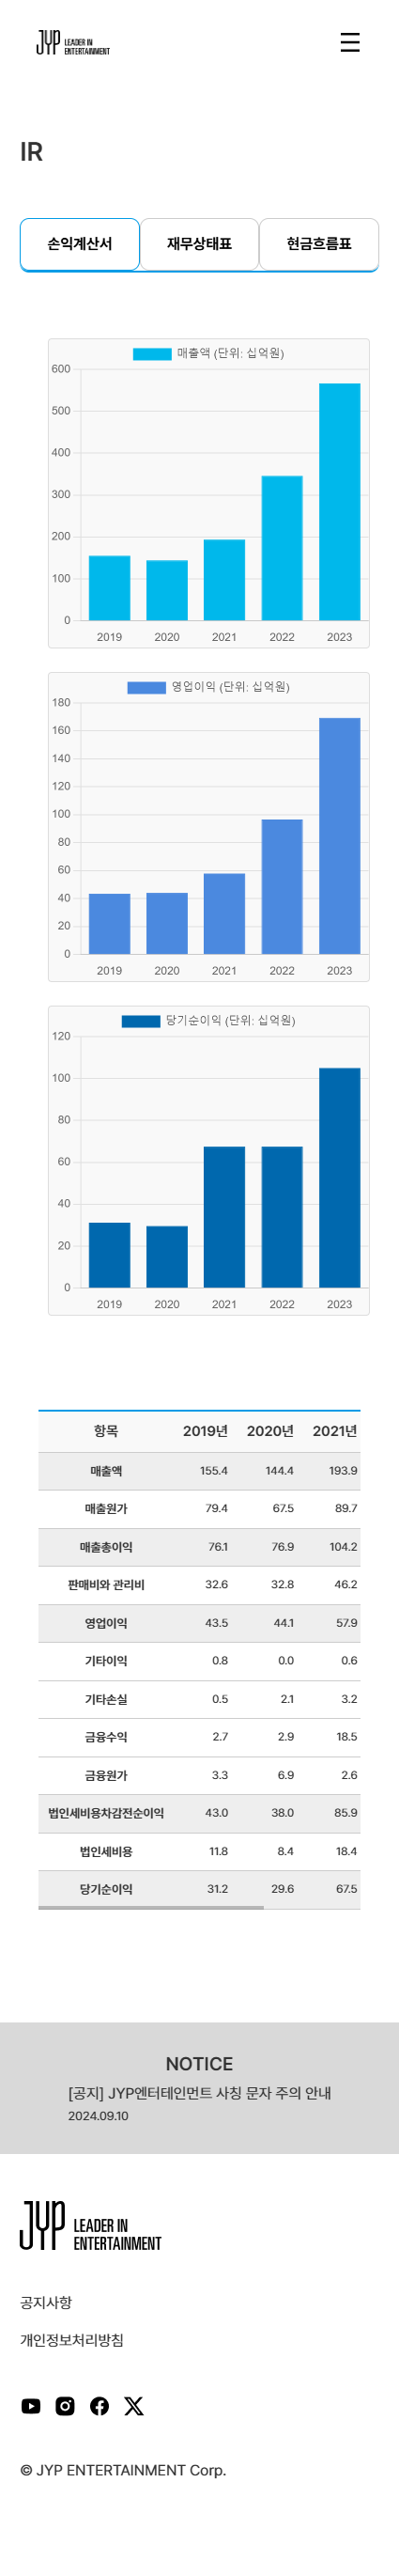 JYP LEADER IN
ENTERTAINMENT
IR
손익계산서 재무상태표 현금흐름표
매출액 (단위: 십억원)
600
500
400
300
200
100
0
2019 2020 2021 2022 2023
영업이익 (단위: 십억원)
180
160
140
120
100
80
60
40
20
0
2019 2020 2021 2022 2023
당기순이익 (단위: 십억원)
120
100
80
60
40
20
0
2019 2020 2021 2022 2023
항목 2019년 2020년 2021년
매출액 155.4 144.4 193.9
매출원가 79.4 67.5 89.7
매출총이익 76.1 76.9 104.2
판매비와 관리비 32.6 32.8 46.2
영업이익 43.5 44.1 57.9
기타이익 0.8 0.0 0.6
기타손실 0.5 2.1 3.2
금융수익 2.7 2.9 18.5
금융원가 3.3 6.9 2.6
법인세비용차감전순이익 43.0 38.0 85.9
법인세비용 11.8 8.4 18.4
당기순이익 31.2 29.6 67.5
NOTICE
[공지] JYP엔터테인먼트 사칭 문자 주의 안내
2024.09.10
JYP LEADER IN
ENTERTAINMENT
공지사항
개인정보처리방침
© JYP ENTERTAINMENT Corp.